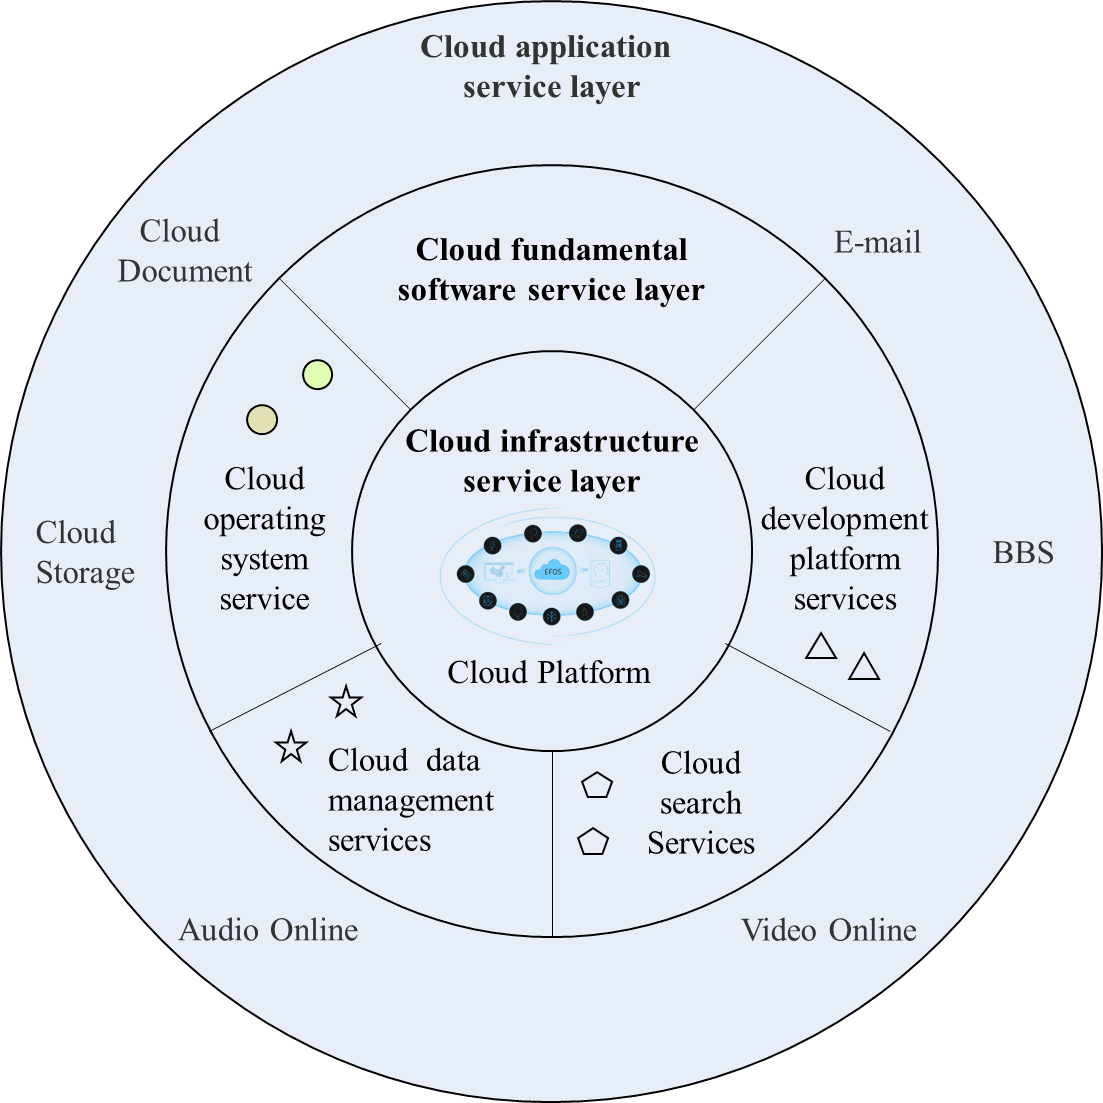 Cloud application
service layer
Cloud
Document
E-mail
Cloud fundamental
software service layer
Cloud infrastructure
service layer
EFOS
Cloud Platform
Cloud
operating
system
service
Cloud
development
platform
services
Cloud
Storage
BBS
Cloud data
management
services
Cloud
search
Services
Audio Online
Video Online